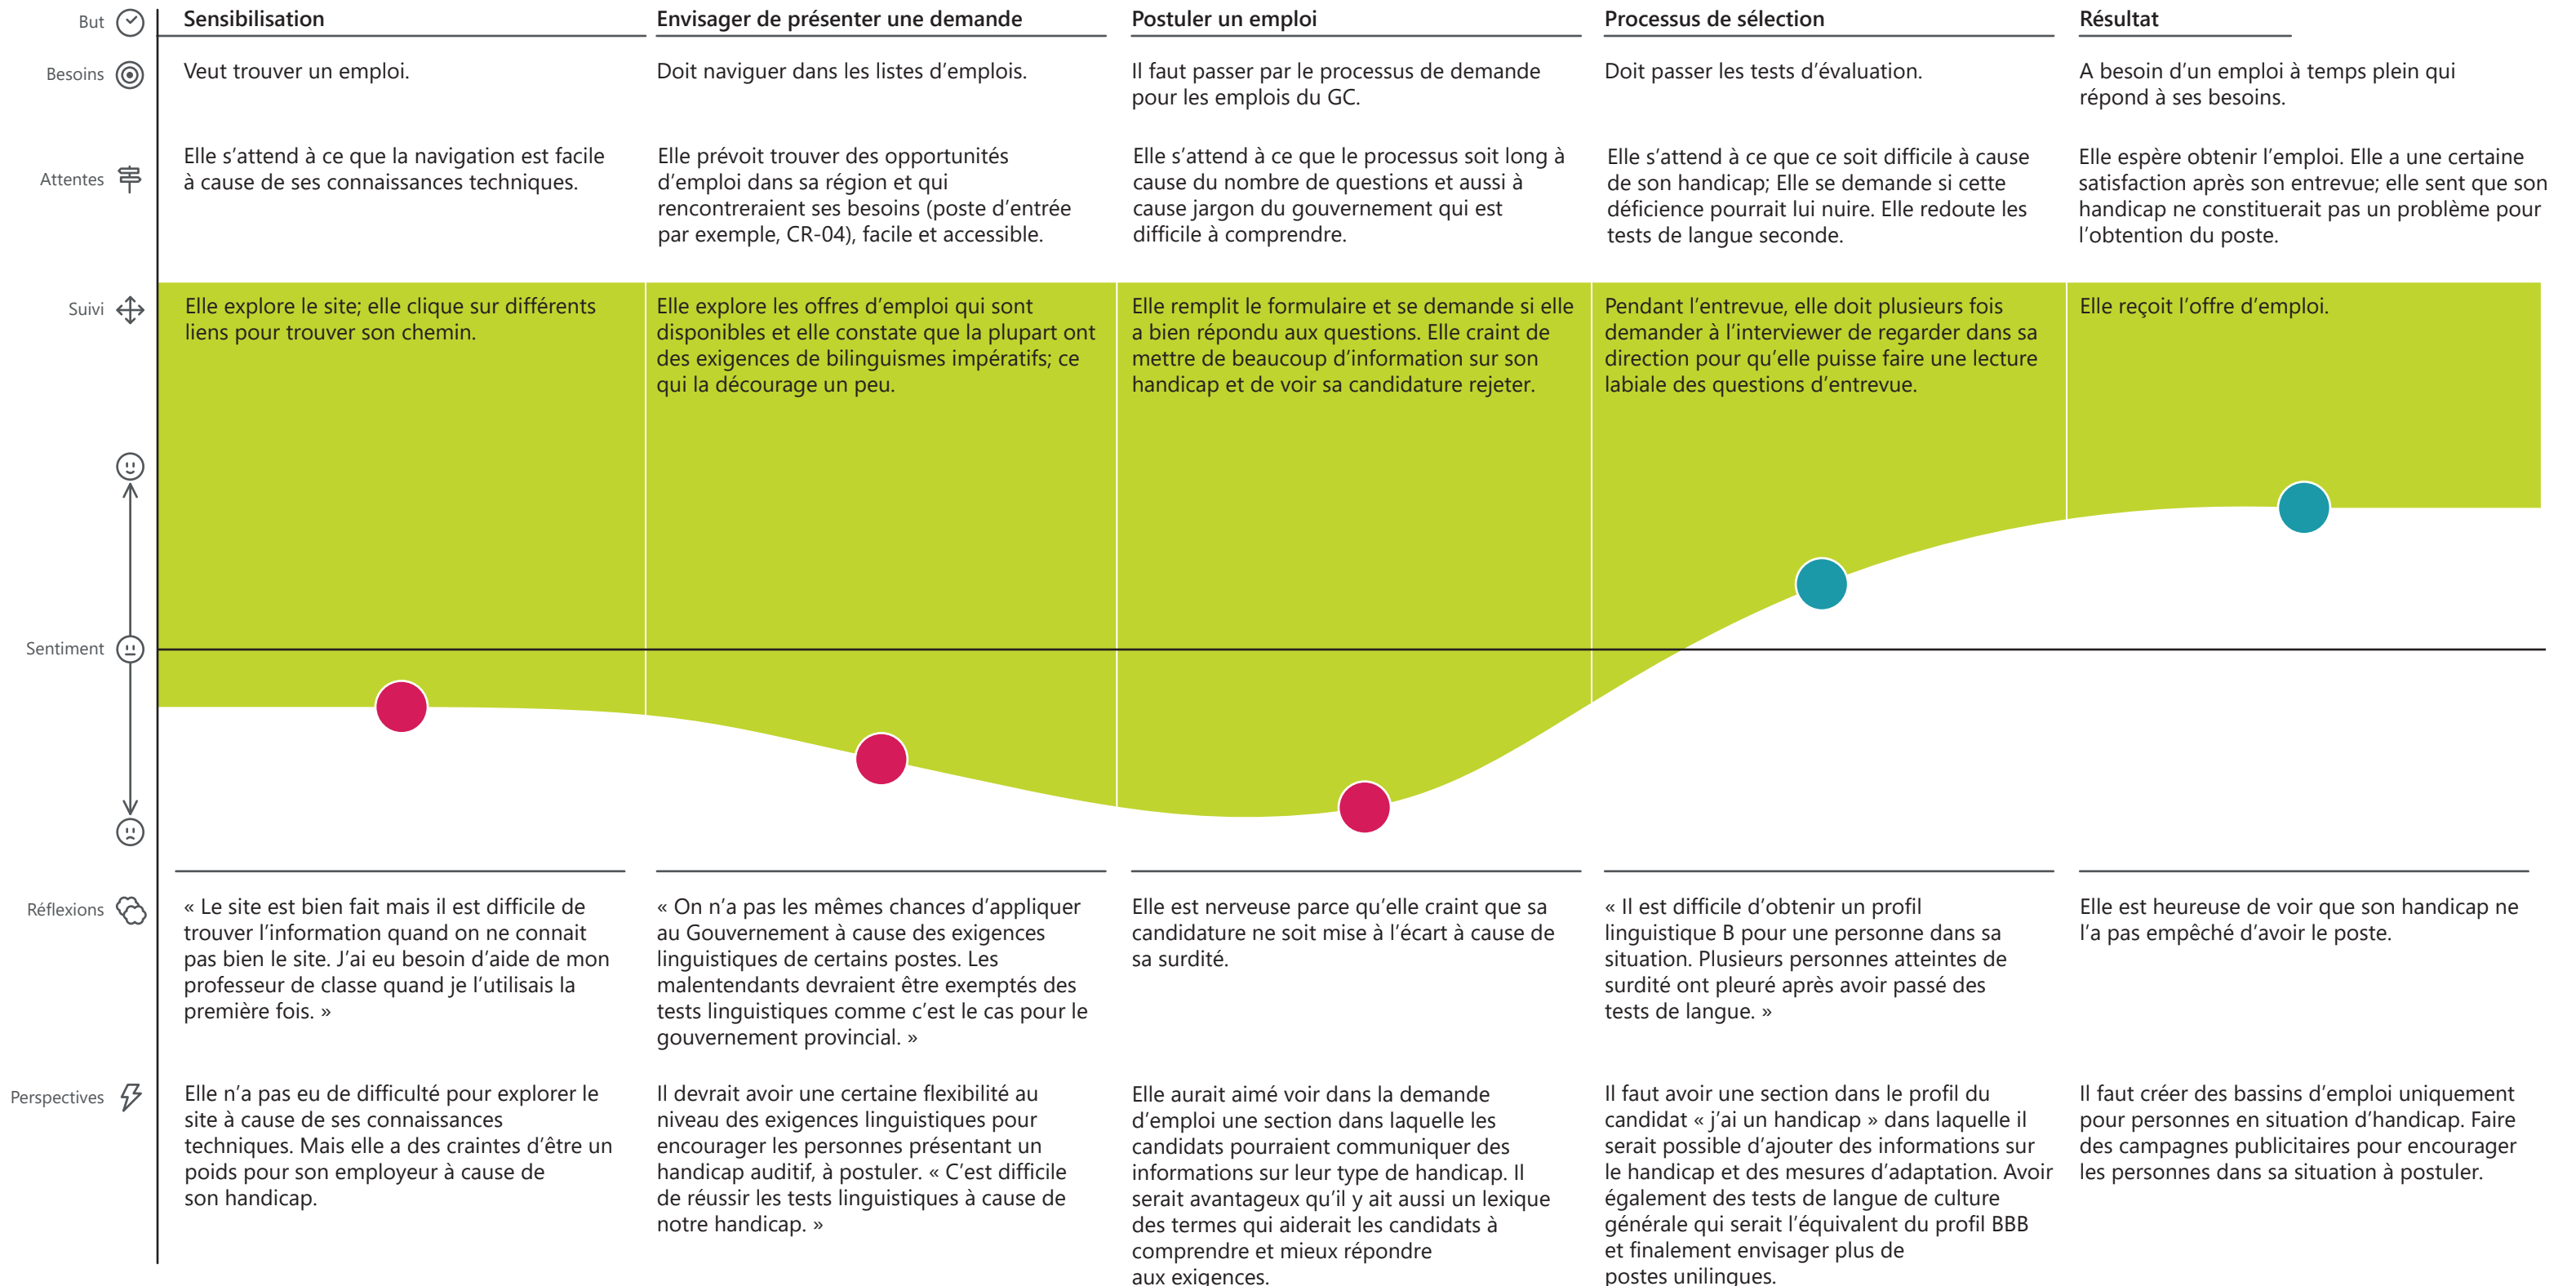 But
Sensibilisation
Envisager de présenter une demande
Postuler un emploi
Processus de sélection
Résultat
Besoins
Veut trouver un emploi.
Doit naviguer dans les listes d’emplois.
Il faut passer par le processus de demande
pour les emplois du GC.
Doit passer les tests d’évaluation.
A besoin d’un emploi à temps plein qui
répond à ses besoins.
Attentes
Elle s’attend à ce que la navigation est facile
à cause de ses connaissances techniques.
Elle prévoit trouver des opportunités
d’emploi dans sa région et qui
rencontreraient ses besoins (poste d’entrée
par exemple, CR-04), facile et accessible.
Elle s’attend à ce que le processus soit long à
cause du nombre de questions et aussi à
cause jargon du gouvernement qui est
difficile à comprendre.
Elle s’attend à ce que ce soit difficile à cause
de son handicap; Elle se demande si cette
déficience pourrait lui nuire. Elle redoute les
tests de langue seconde.
Elle espère obtenir l’emploi. Elle a une certaine
satisfaction après son entrevue; elle sent que son
handicap ne constituerait pas un problème pour
l’obtention du poste.
Suivi
Elle explore le site; elle clique sur différents
liens pour trouver son chemin.
Elle explore les offres d’emploi qui sont
disponibles et elle constate que la plupart ont
des exigences de bilinguismes impératifs; ce
qui la décourage un peu.
Elle remplit le formulaire et se demande si elle
a bien répondu aux questions. Elle craint de
mettre de beaucoup d’information sur son
handicap et de voir sa candidature rejeter.
Pendant l’entrevue, elle doit plusieurs fois
demander à l’interviewer de regarder dans sa
direction pour qu’elle puisse faire une lecture
labiale des questions d’entrevue.
Elle reçoit l’offre d’emploi.
Sentiment
Réflexions
« Le site est bien fait mais il est difficile de
trouver l’information quand on ne connait
pas bien le site. J’ai eu besoin d’aide de mon
professeur de classe quand je l’utilisais la
première fois. »
« On n’a pas les mêmes chances d’appliquer
au Gouvernement à cause des exigences
linguistiques de certains postes. Les
malentendants devraient être exemptés des
tests linguistiques comme c’est le cas pour le
gouvernement provincial. »
Elle est nerveuse parce qu’elle craint que sa
candidature ne soit mise à l’écart à cause de
sa surdité.
« Il est difficile d’obtenir un profil
linguistique B pour une personne dans sa
situation. Plusieurs personnes atteintes de
surdité ont pleuré après avoir passé des
tests de langue. »
Elle est heureuse de voir que son handicap ne
l’a pas empêché d’avoir le poste.
Perspectives
Elle n’a pas eu de difficulté pour explorer le
site à cause de ses connaissances
techniques. Mais elle a des craintes d’être un
poids pour son employeur à cause de
son handicap.
Il devrait avoir une certaine flexibilité au
niveau des exigences linguistiques pour
encourager les personnes présentant un
handicap auditif, à postuler. « C’est difficile
de réussir les tests linguistiques à cause de
notre handicap. »
Elle aurait aimé voir dans la demande
d’emploi une section dans laquelle les
candidats pourraient communiquer des
informations sur leur type de handicap. Il
serait avantageux qu’il y ait aussi un lexique
des termes qui aiderait les candidats à
comprendre et mieux répondre
aux exigences.
Il faut avoir une section dans le profil du
candidat « j’ai un handicap » dans laquelle il
serait possible d’ajouter des informations sur
le handicap et des mesures d’adaptation. Avoir
également des tests de langue de culture
générale qui serait l’équivalent du profil BBB
et finalement envisager plus de
postes unilingues.
Il faut créer des bassins d’emploi uniquement
pour personnes en situation d’handicap. Faire
des campagnes publicitaires pour encourager
les personnes dans sa situation à postuler.